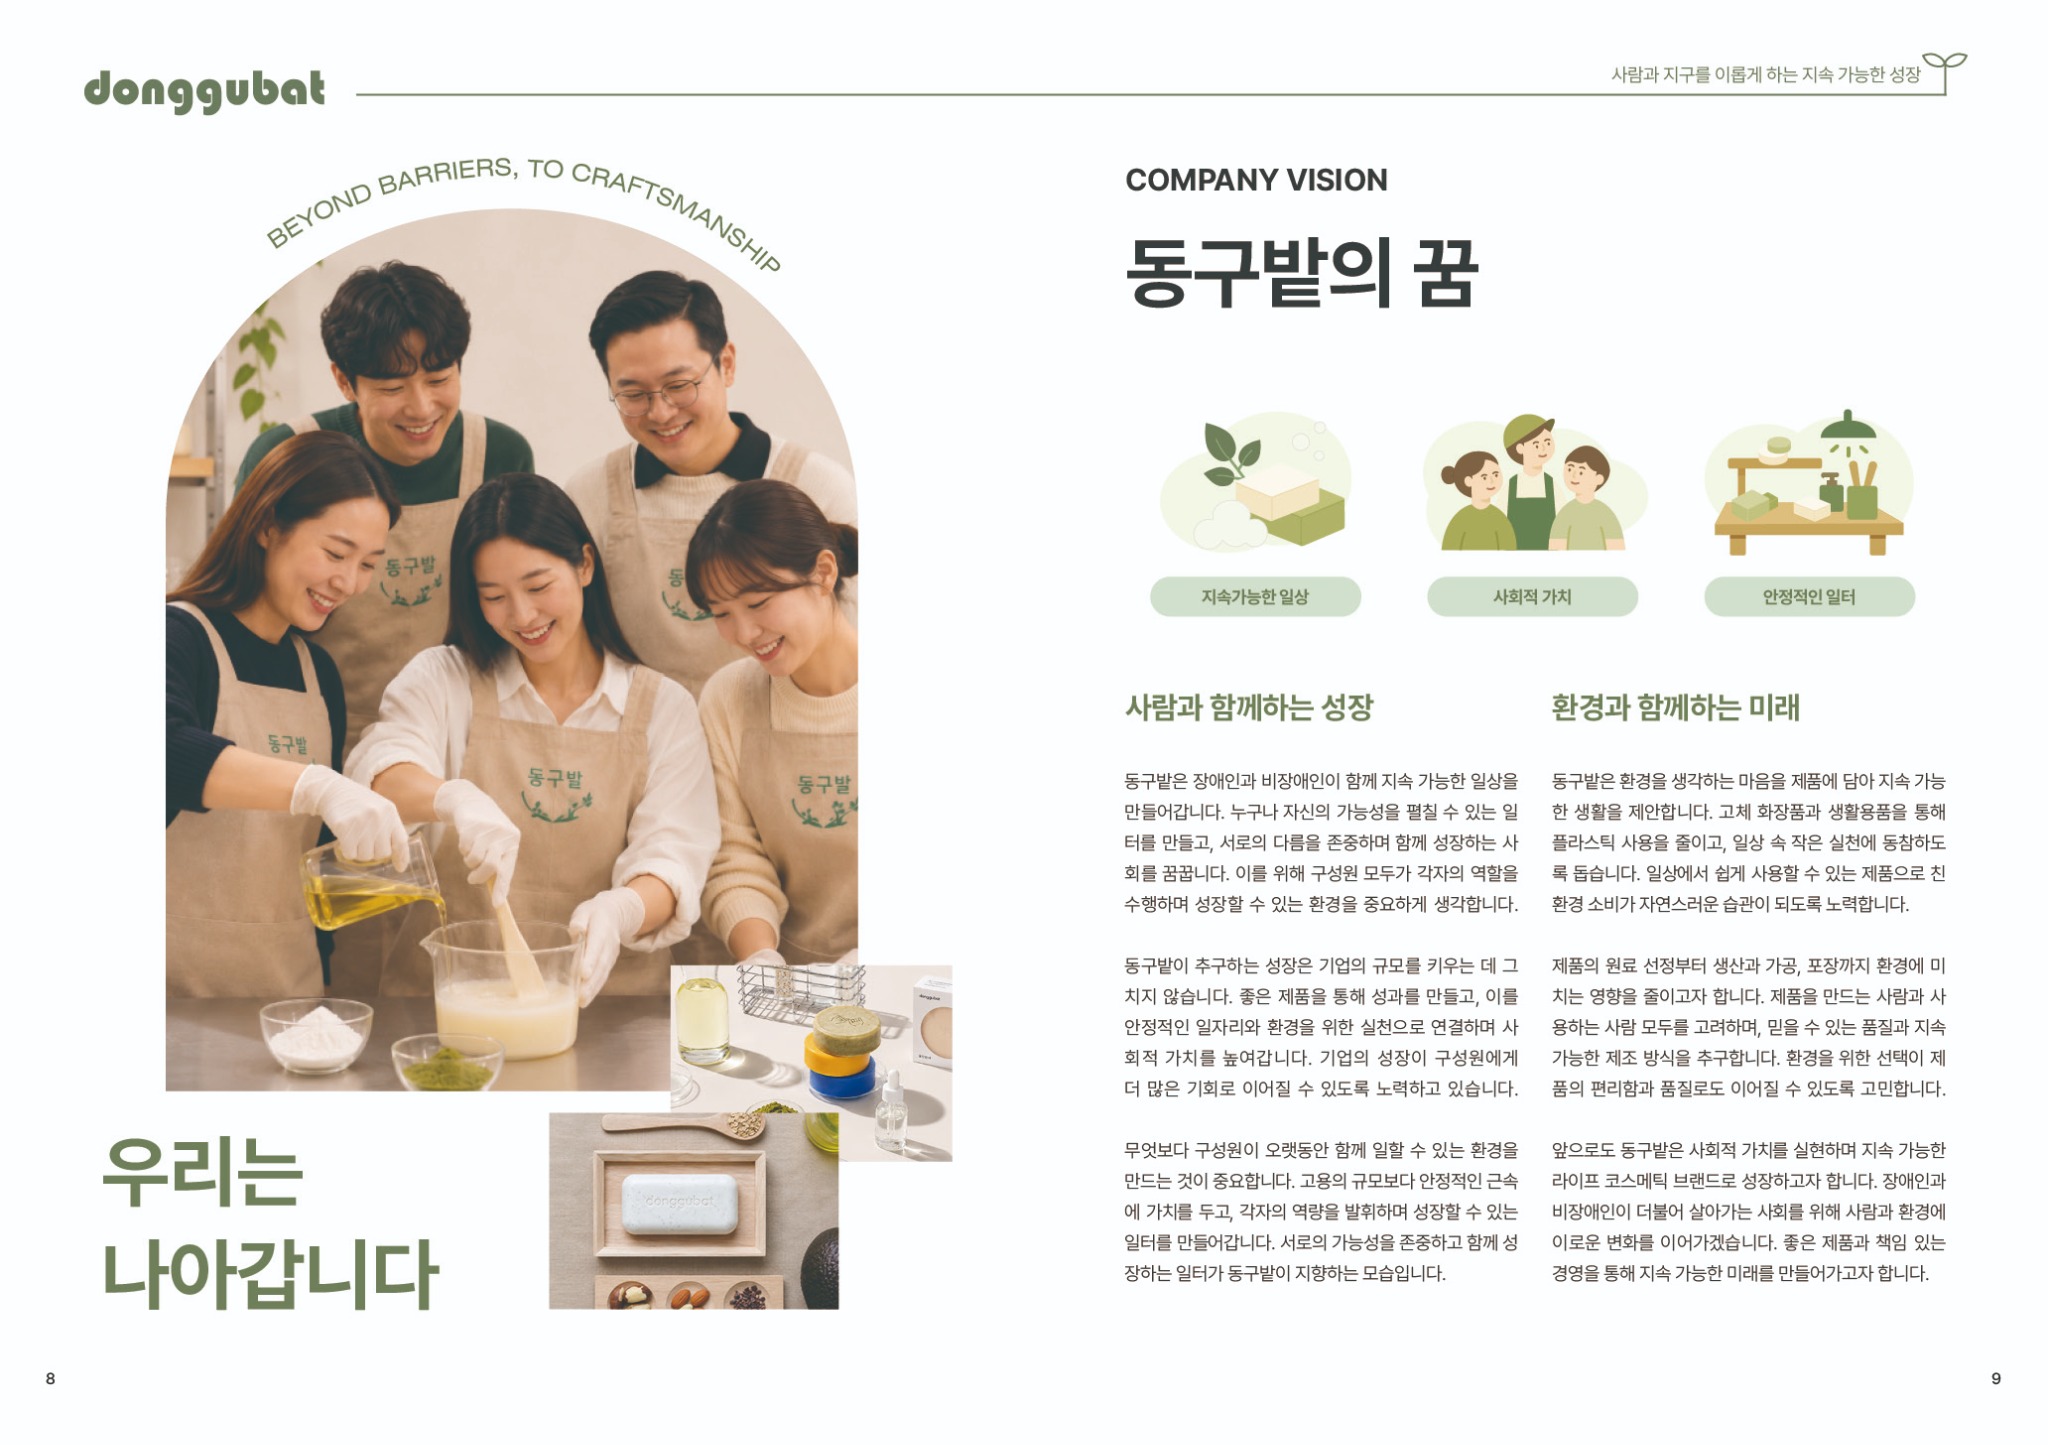 donggubat
사람과 지구를 이롭게 하는 지속 가능한 성장
BEYOND BARRIERS, TO CRAFTSMANSHIP
동구발
동
동구밭
동구발
동구발
donggubat
donggubat
우리는
나아갑니다
8
COMPANY VISION
동구밭의 꿈
지속가능한 일상
사회적 가치
안정적인 일터
사람과 함께하는 성장
동구밭은 장애인과 비장애인이 함께 지속 가능한 일상을
만들어갑니다. 누구나 자신의 가능성을 펼칠 수 있는 일
터를 만들고, 서로의 다름을 존중하며 함께 성장하는 사
회를 꿈꿉니다. 이를 위해 구성원 모두가 각자의 역할을
수행하며 성장할 수 있는 환경을 중요하게 생각합니다.
동구밭이 추구하는 성장은 기업의 규모를 키우는 데 그
치지 않습니다. 좋은 제품을 통해 성과를 만들고, 이를
안정적인 일자리와 환경을 위한 실천으로 연결하며 사
회적 가치를 높여갑니다. 기업의 성장이 구성원에게
더 많은 기회로 이어질 수 있도록 노력하고 있습니다.
무엇보다 구성원이 오랫동안 함께 일할 수 있는 환경을
만드는 것이 중요합니다. 고용의 규모보다 안정적인 근속
에 가치를 두고, 각자의 역량을 발휘하며 성장할 수 있는
일터를 만들어갑니다. 서로의 가능성을 존중하고 함께 성
장하는 일터가 동구밭이 지향하는 모습입니다.
환경과 함께하는 미래
동구밭은 환경을 생각하는 마음을 제품에 담아 지속 가능
한 생활을 제안합니다. 고체 화장품과 생활용품을 통해
플라스틱 사용을 줄이고, 일상 속 작은 실천에 동참하도
록 돕습니다. 일상에서 쉽게 사용할 수 있는 제품으로 친
환경 소비가 자연스러운 습관이 되도록 노력합니다.
제품의 원료 선정부터 생산과 가공, 포장까지 환경에 미
치는 영향을 줄이고자 합니다. 제품을 만드는 사람과 사
용하는 사람 모두를 고려하며, 믿을 수 있는 품질과 지속
가능한 제조 방식을 추구합니다. 환경을 위한 선택이 제
품의 편리함과 품질로도 이어질 수 있도록 고민합니다.
앞으로도 동구밭은 사회적 가치를 실현하며 지속 가능한
라이프 코스메틱 브랜드로 성장하고자 합니다. 장애인과
비장애인이 더불어 살아가는 사회를 위해 사람과 환경에
이로운 변화를 이어가겠습니다. 좋은 제품과 책임 있는
경영을 통해 지속 가능한 미래를 만들어가고자 합니다.
9